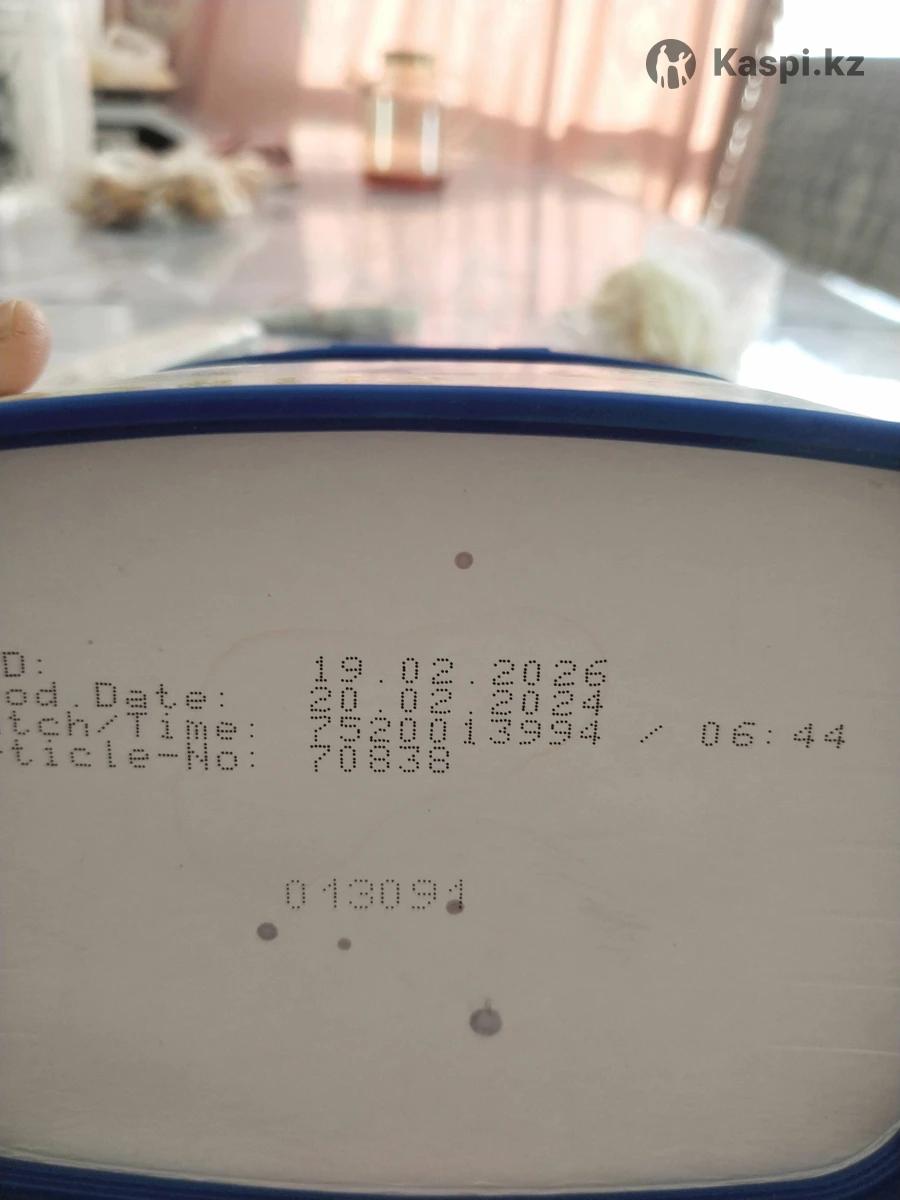 Kaspi.kz
D: 19.02.2026
od.Date: 20.02.2024
tch/Time: 7520013994 / 06:44
ticle-No: 70838
013091